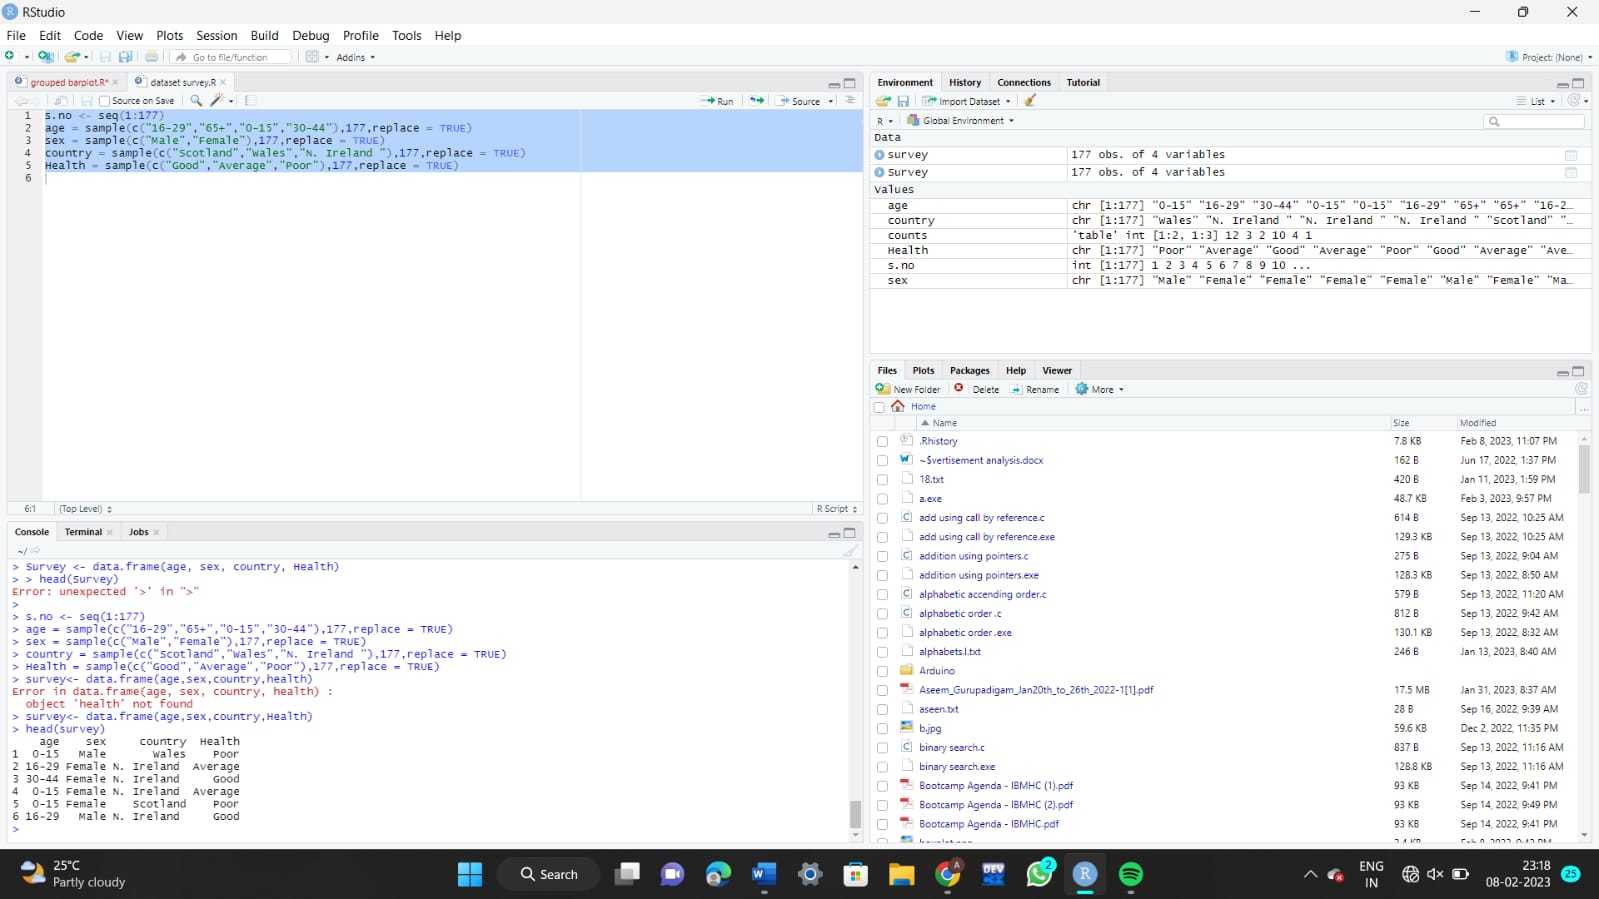 RStudio
File Edit Code View Plots Session Build Debug Profile Tools Help
Go to file/function Addins Project: (None)
grouped barplot.R* dataset survey.R
Source on Save Run Source
1 s.no <- seq(1:177)
2 age = sample(c("16-29","65+","0-15","30-44"),177,replace = TRUE)
3 sex = sample(c("Male","Female"),177,replace = TRUE)
4 country = sample(c("Scotland","Wales","N. Ireland "),177,replace = TRUE)
5 Health = sample(c("Good","Average","Poor"),177,replace = TRUE)
6
6:1 (Top Level) R Script
Console Terminal Jobs
~/
> Survey <- data.frame(age, sex, country, Health)
> > head(Survey)
Error: unexpected '>' in ">"
>
> s.no <- seq(1:177)
> age = sample(c("16-29","65+","0-15","30-44"),177,replace = TRUE)
> sex = sample(c("Male","Female"),177,replace = TRUE)
> country = sample(c("Scotland","Wales","N. Ireland "),177,replace = TRUE)
> Health = sample(c("Good","Average","Poor"),177,replace = TRUE)
> survey<- data.frame(age,sex,country,health)
Error in data.frame(age, sex, country, health) :
object 'health' not found
> survey<- data.frame(age,sex,country,Health)
> head(survey)
age sex country Health
1 0-15 Male Wales Poor
2 16-29 Female N. Ireland Average
3 30-44 Female N. Ireland Good
4 0-15 Female N. Ireland Average
5 0-15 Female Scotland Poor
6 16-29 Male N. Ireland Good
>
Environment History Connections Tutorial
Import Dataset List
R Global Environment
Data
survey 177 obs. of 4 variables
Survey 177 obs. of 4 variables
Values
age chr [1:177] "0-15" "16-29" "30-44" "0-15" "0-15" "16-29" "65+" "65+" "16-2…
country chr [1:177] "Wales" "N. Ireland " "N. Ireland " "N. Ireland " "Scotland" "…
counts 'table' int [1:2, 1:3] 12 3 2 10 4 1
Health chr [1:177] "Poor" "Average" "Good" "Average" "Poor" "Good" "Average" "Ave…
s.no int [1:177] 1 2 3 4 5 6 7 8 9 10 ...
sex chr [1:177] "Male" "Female" "Female" "Female" "Female" "Male" "Female" "Ma…
Files Plots Packages Help Viewer
New Folder Delete Rename More
Home ...
Name Size Modified
.Rhistory 7.8 KB Feb 8, 2023, 11:07 PM
~$vertisement analysis.docx 162 B Jun 17, 2022, 1:37 PM
18.txt 420 B Jan 11, 2023, 1:59 PM
a.exe 48.7 KB Feb 3, 2023, 9:57 PM
add using call by reference.c 614 B Sep 13, 2022, 10:25 AM
add using call by reference.exe 129.3 KB Sep 13, 2022, 10:25 AM
addition using pointers.c 275 B Sep 13, 2022, 9:04 AM
addition using pointers.exe 128.3 KB Sep 13, 2022, 8:50 AM
alphabetic accending order.c 579 B Sep 13, 2022, 11:20 AM
alphabetic order .c 812 B Sep 13, 2022, 9:42 AM
alphabetic order .exe 130.1 KB Sep 13, 2022, 8:32 AM
alphabets.l.txt 246 B Jan 13, 2023, 8:40 AM
Arduino
Aseem_Gurupadigam_Jan20th_to_26th_2022-1[1].pdf 17.5 MB Jan 31, 2023, 8:37 AM
aseen.txt 28 B Sep 16, 2022, 9:39 AM
b.jpg 59.6 KB Dec 2, 2022, 11:35 PM
binary search.c 837 B Sep 13, 2022, 11:16 AM
binary search.exe 128.8 KB Sep 13, 2022, 11:16 AM
Bootcamp Agenda - IBMHC (1).pdf 93 KB Sep 14, 2022, 9:41 PM
Bootcamp Agenda - IBMHC (2).pdf 93 KB Sep 14, 2022, 9:49 PM
Bootcamp Agenda - IBMHC.pdf 93 KB Sep 14, 2022, 9:41 PM
25°C
Partly cloudy
Search
DEV
2
ENG
IN
23:18
08-02-2023
25